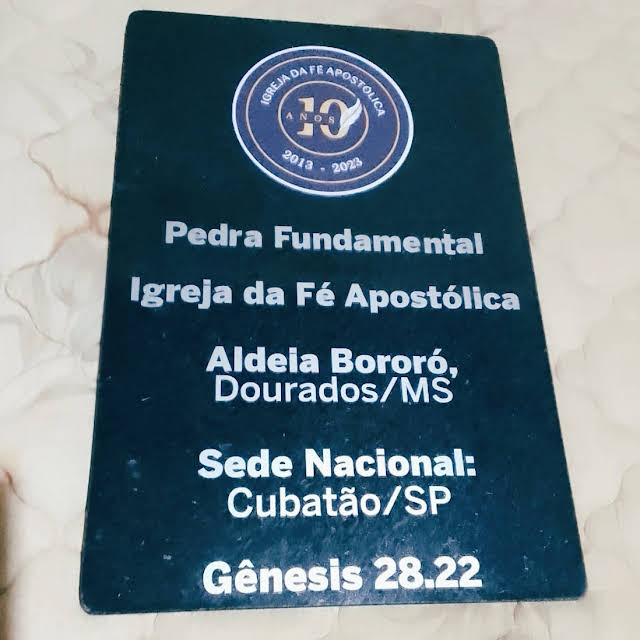 IGREJA DA FÉ APOSTÓLICA
10
ANOS
2013 - 2023
Pedra Fundamental
Igreja da Fé Apostólica
Aldeia Bororó,
Dourados/MS
Sede Nacional:
Cubatão/SP
Gênesis 28.22